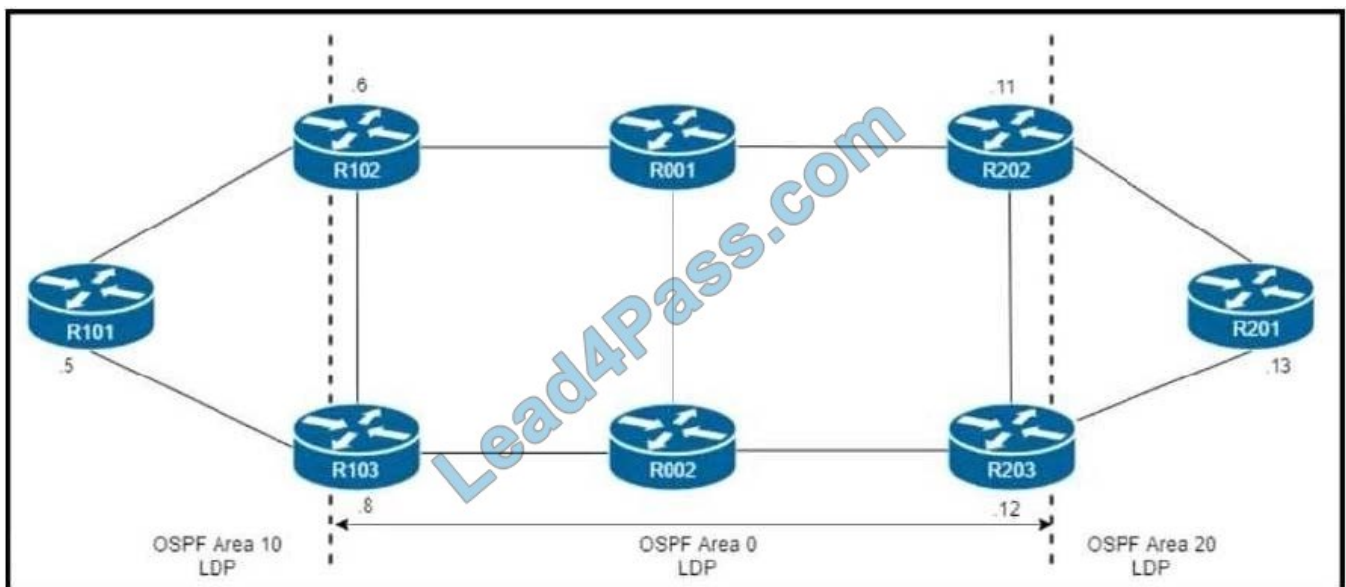 .6
.11
R102
R001
R202
R101
.5
R201
.13
R103
R002
R203
.8
.12
OSPF Area 10
LDP
OSPF Area 0
LDP
OSPF Area 20
LDP
Lead4Pass.com